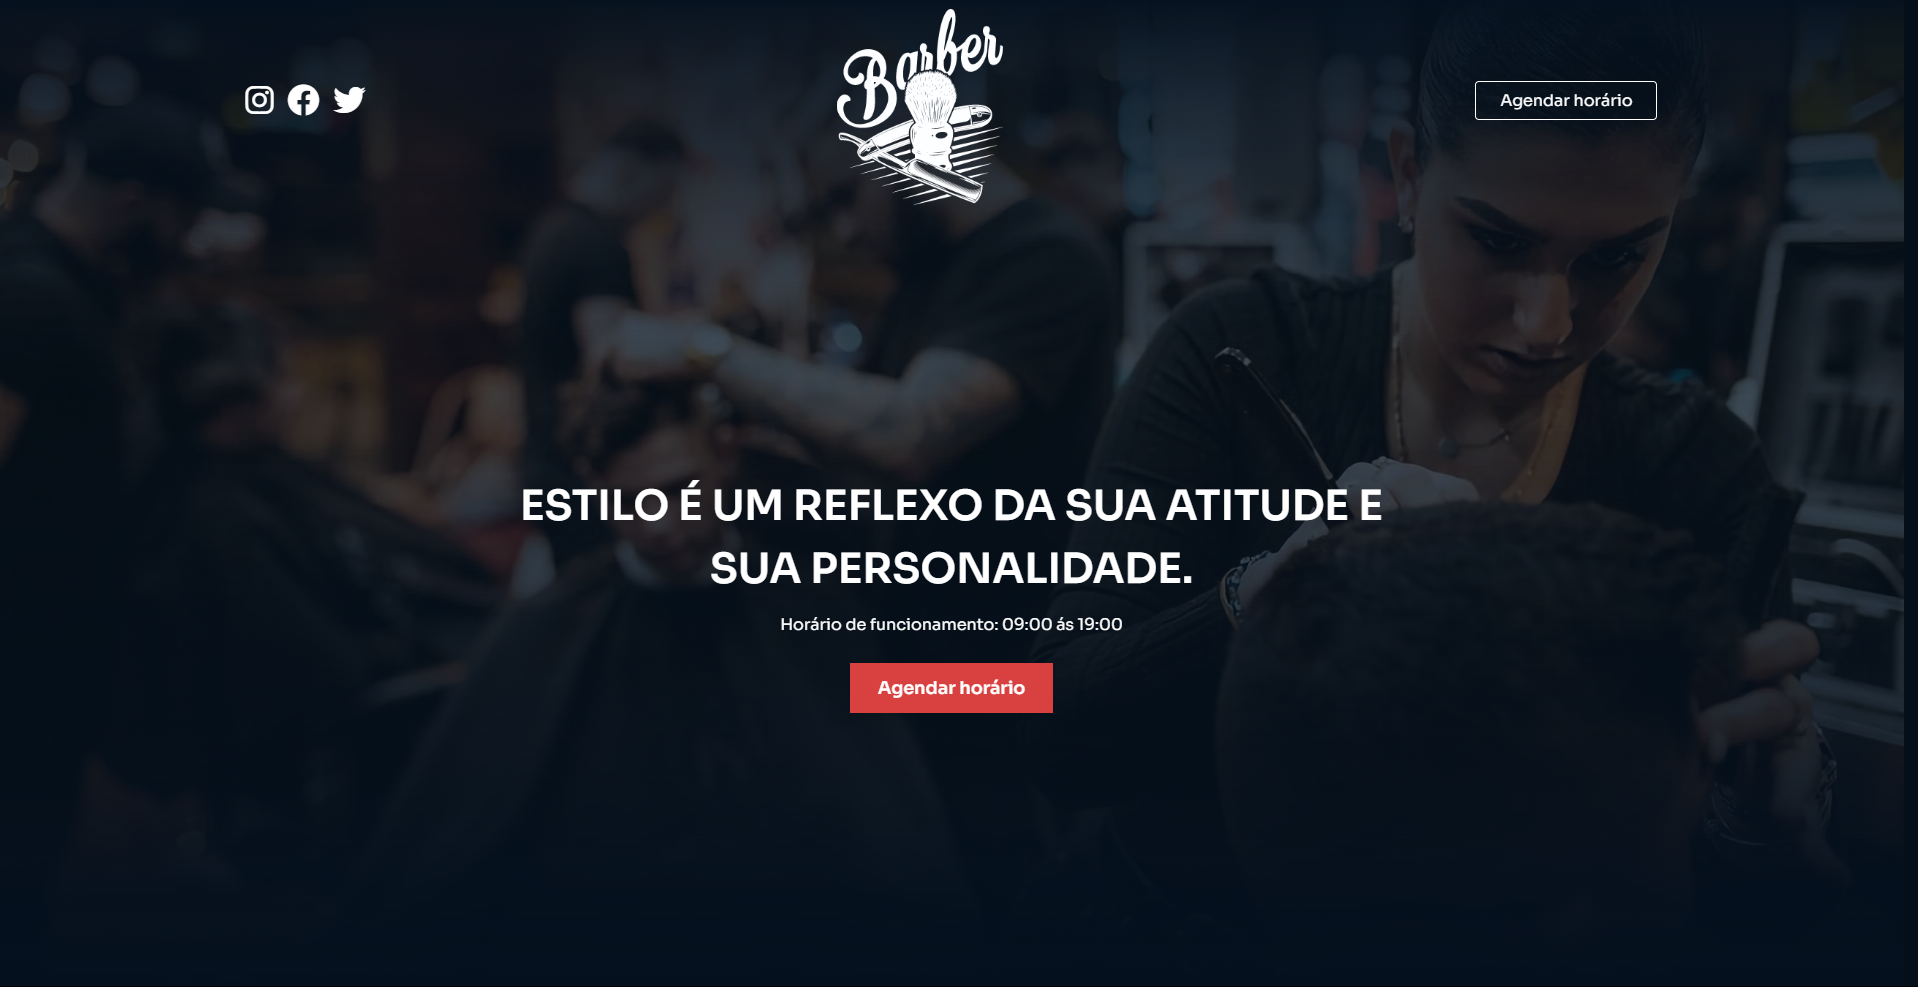 Barber
Agendar horário
ESTILO É UM REFLEXO DA SUA ATITUDE E
SUA PERSONALIDADE.
Horário de funcionamento: 09:00 ás 19:00
Agendar horário